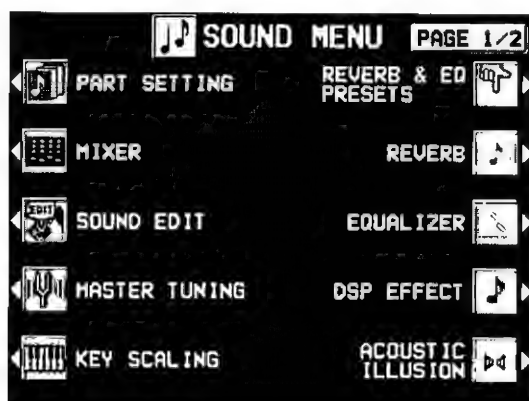 SOUND MENU PAGE 1/2
PART SETTING
REVERB & EQ
PRESETS
MIXER
REVERB
EDIT
SOUND EDIT
EQUALIZER
MASTER TUNING
DSP EFFECT
KEY SCALING
ACOUSTIC
ILLUSION